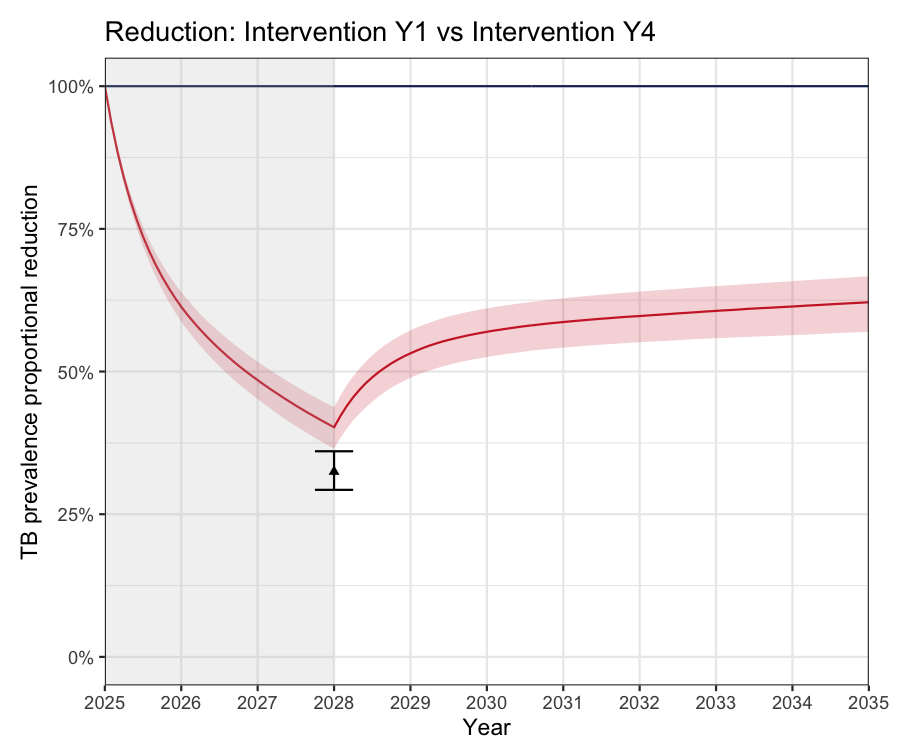 Reduction: Intervention Y1 vs Intervention Y4
TB prevalence proportional reduction
100%
75%
50%
25%
0%
2025 2026 2027 2028 2029 2030 2031 2032 2033 2034 2035
Year